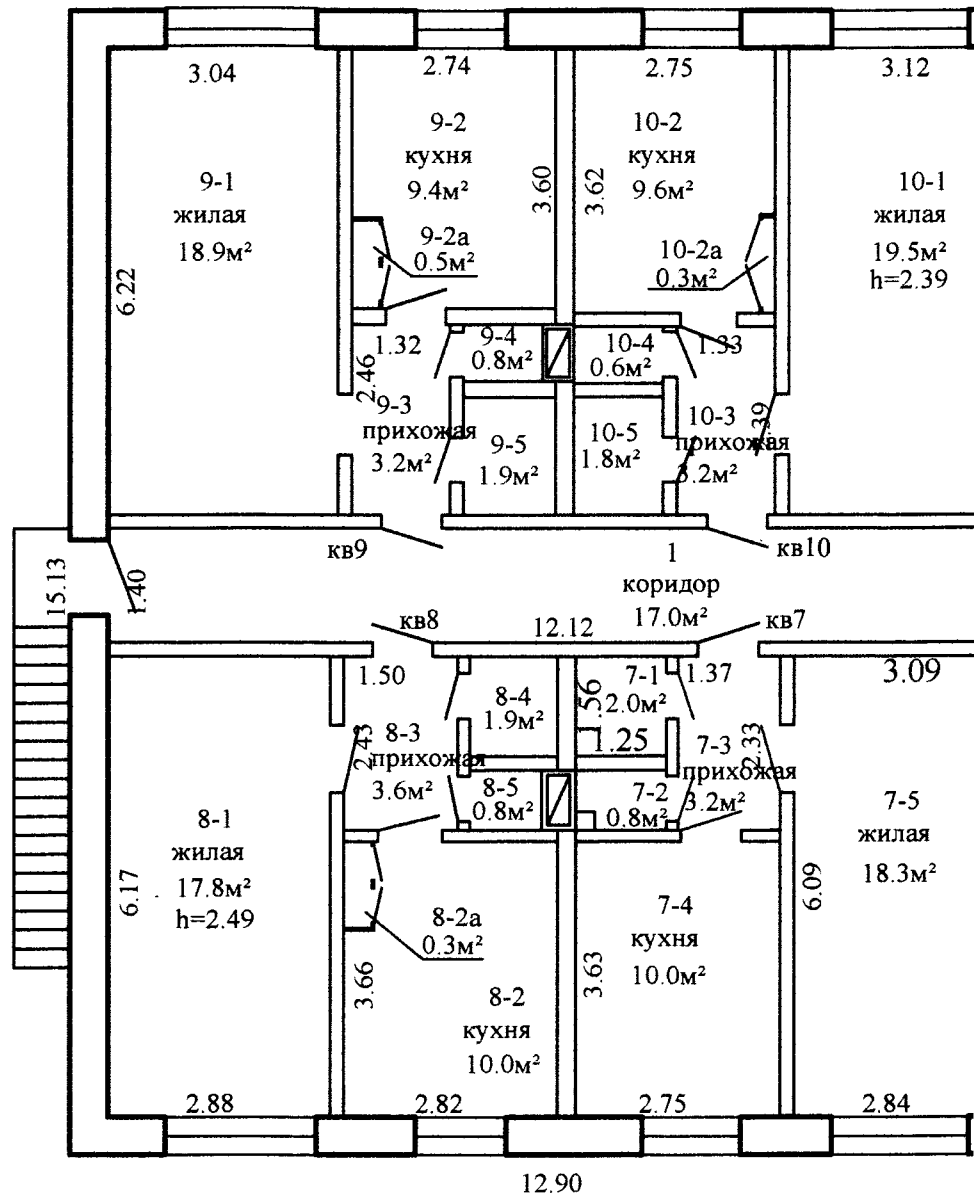 3.04
2.74
2.75
3.12
9-2
кухня
9.4м²
10-2
кухня
9.6м²
9-1
жилая
18.9м²
10-1
жилая
19.5м²
h=2.39
3.60
3.62
9-2а
0.5м²
10-2а
0.3м²
6.22
1.32
9-4
0.8м²
10-4
0.6м²
1.33
2.46
9-3
прихожая
3.2м²
9-5
1.9м²
10-5
1.8м²
10-3
прихожая
3.2м²
кв9
кв10
1
коридор
17.0м²
15.13
1.40
кв8
12.12
кв7
1.50
8-4
1.9м²
7-1
2.0м²
1.37
3.09
1.25
2.43
8-3
прихожая
3.6м²
7-3
прихожая
3.2м²
2.33
8-5
0.8м²
7-2
0.8м²
8-1
жилая
17.8м²
h=2.49
7-5
жилая
18.3м²
6.17
6.09
8-2а
0.3м²
7-4
кухня
10.0м²
3.66
3.63
8-2
кухня
10.0м²
2.88
2.82
2.75
2.84
12.90